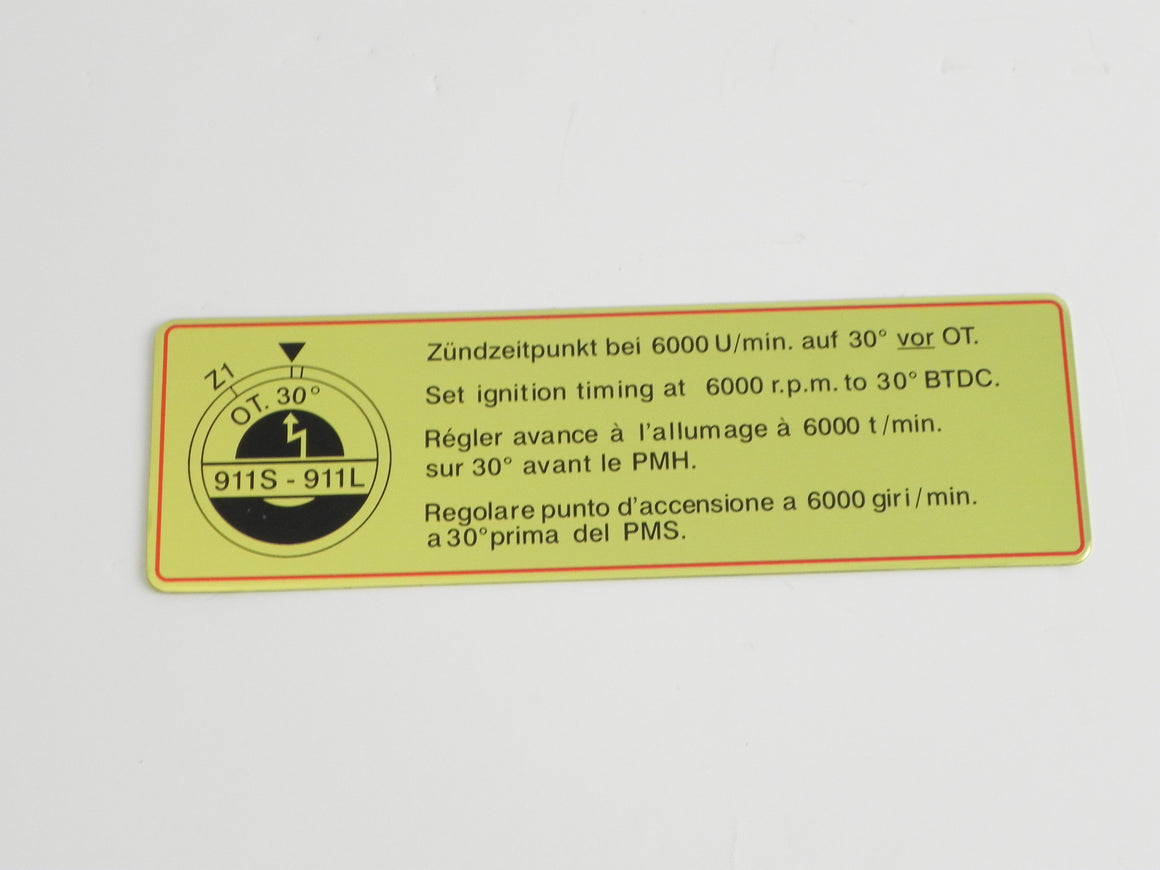 Z1
OT. 30°
911S - 911L
Zündzeitpunkt bei 6000 U/min. auf 30° vor OT.
Set ignition timing at 6000 r.p.m. to 30° BTDC.
Régler avance à l'allumage à 6000 t/min.
sur 30° avant le PMH.
Regolare punto d'accensione a 6000 giri/min.
a 30° prima del PMS.